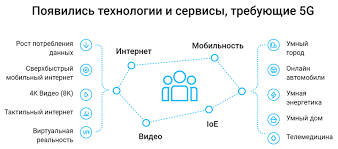 Появились технологии и сервисы, требующие 5G
Рост потребления
данных
Сверхбыстрый
мобильный интернет
4K Видео (8K)
Тактильный интернет
Виртуальная
реальность
Интернет
Мобильность
Видео
IoE
Умный
город
Онлайн
автомобили
Умная
энергетика
Умный дом
Телемедицина